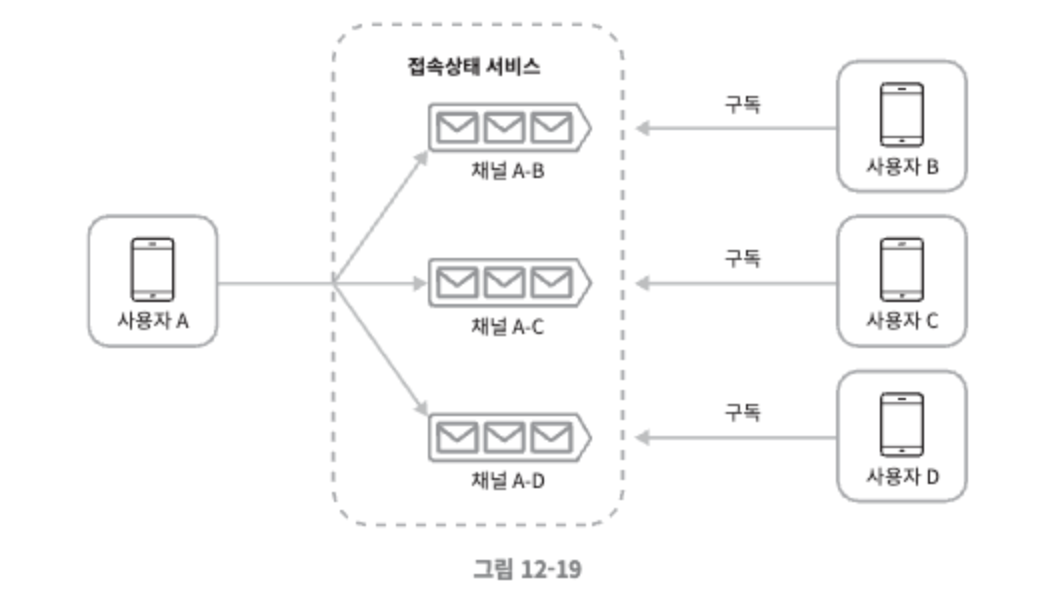 접속상태 서비스
채널 A-B
구독
사용자 B
사용자 A
채널 A-C
구독
사용자 C
채널 A-D
구독
사용자 D
그림 12-19